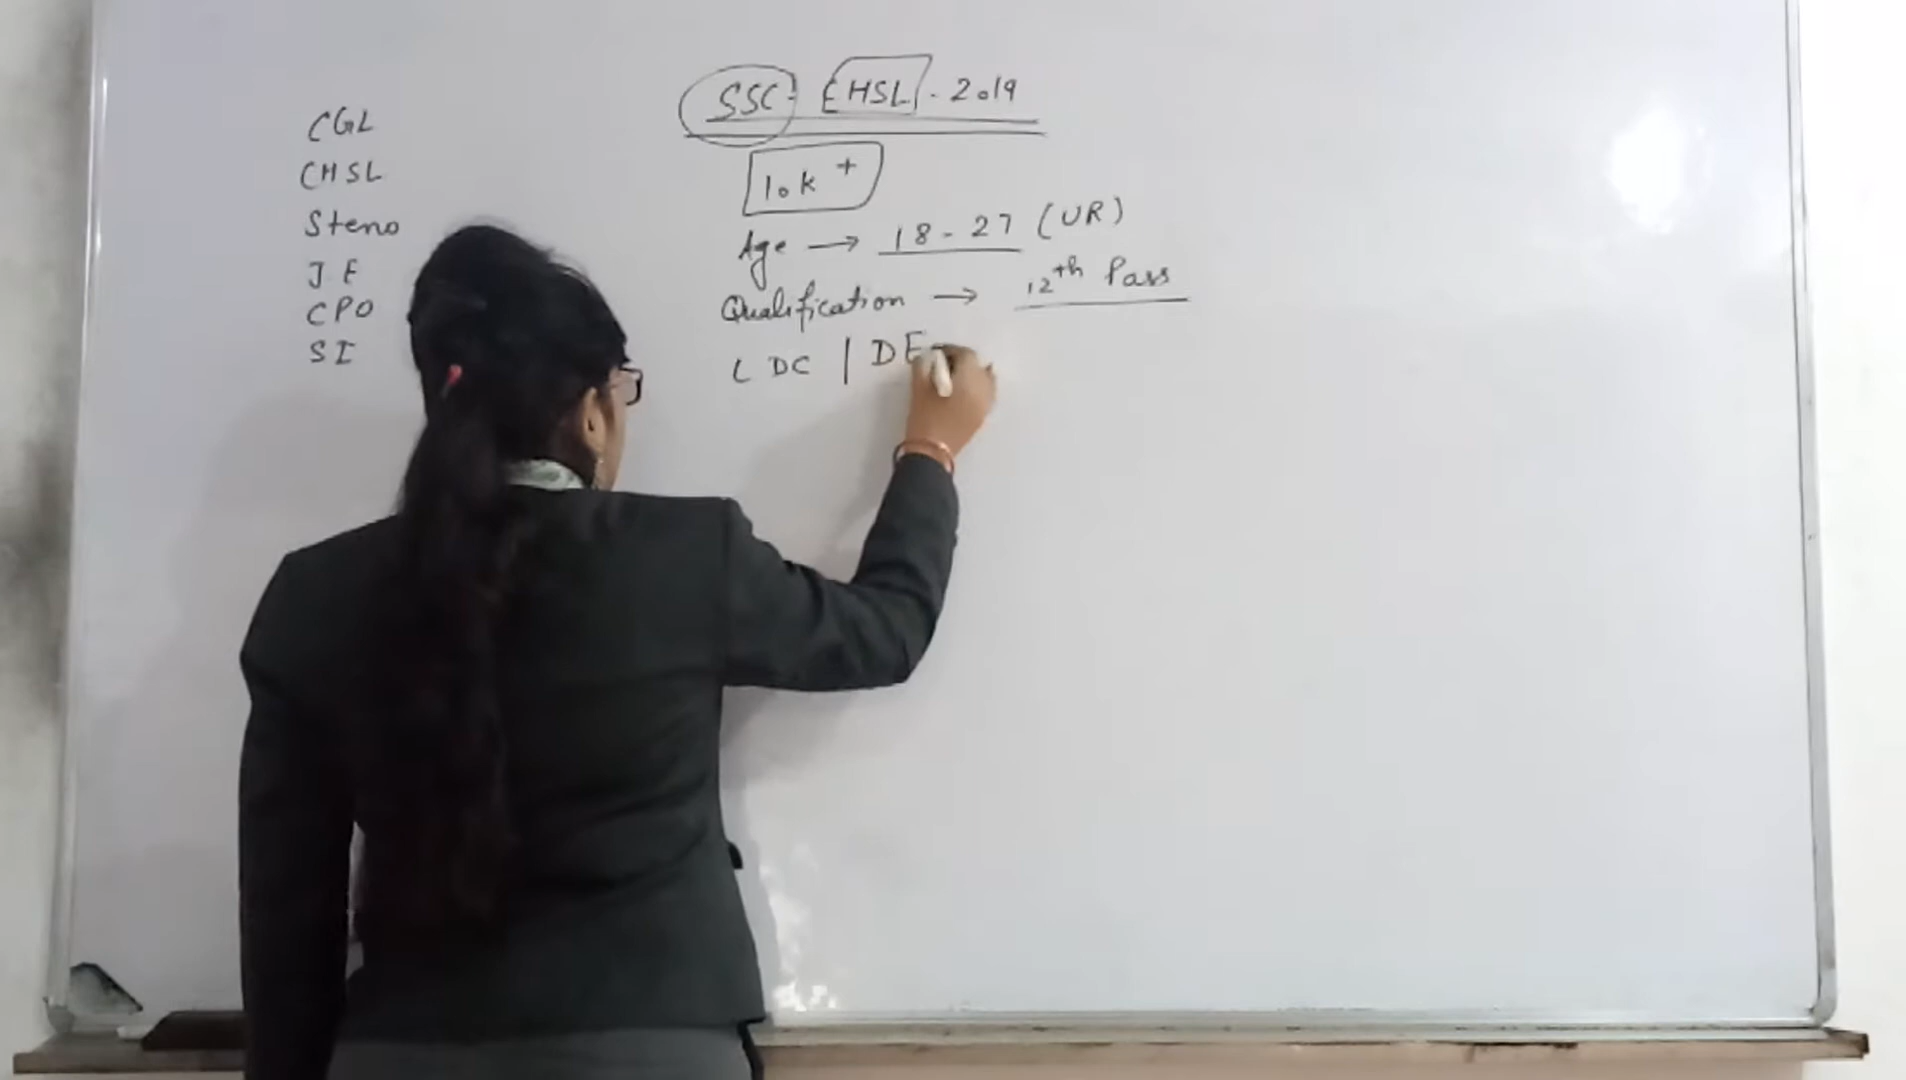 CGL
CHSL
Steno
JE
CPO
SI
SSC- CHSL - 2019
10K +
Age → 18 - 27 (UR)
Qualification → 12th Pass
LDC | DE